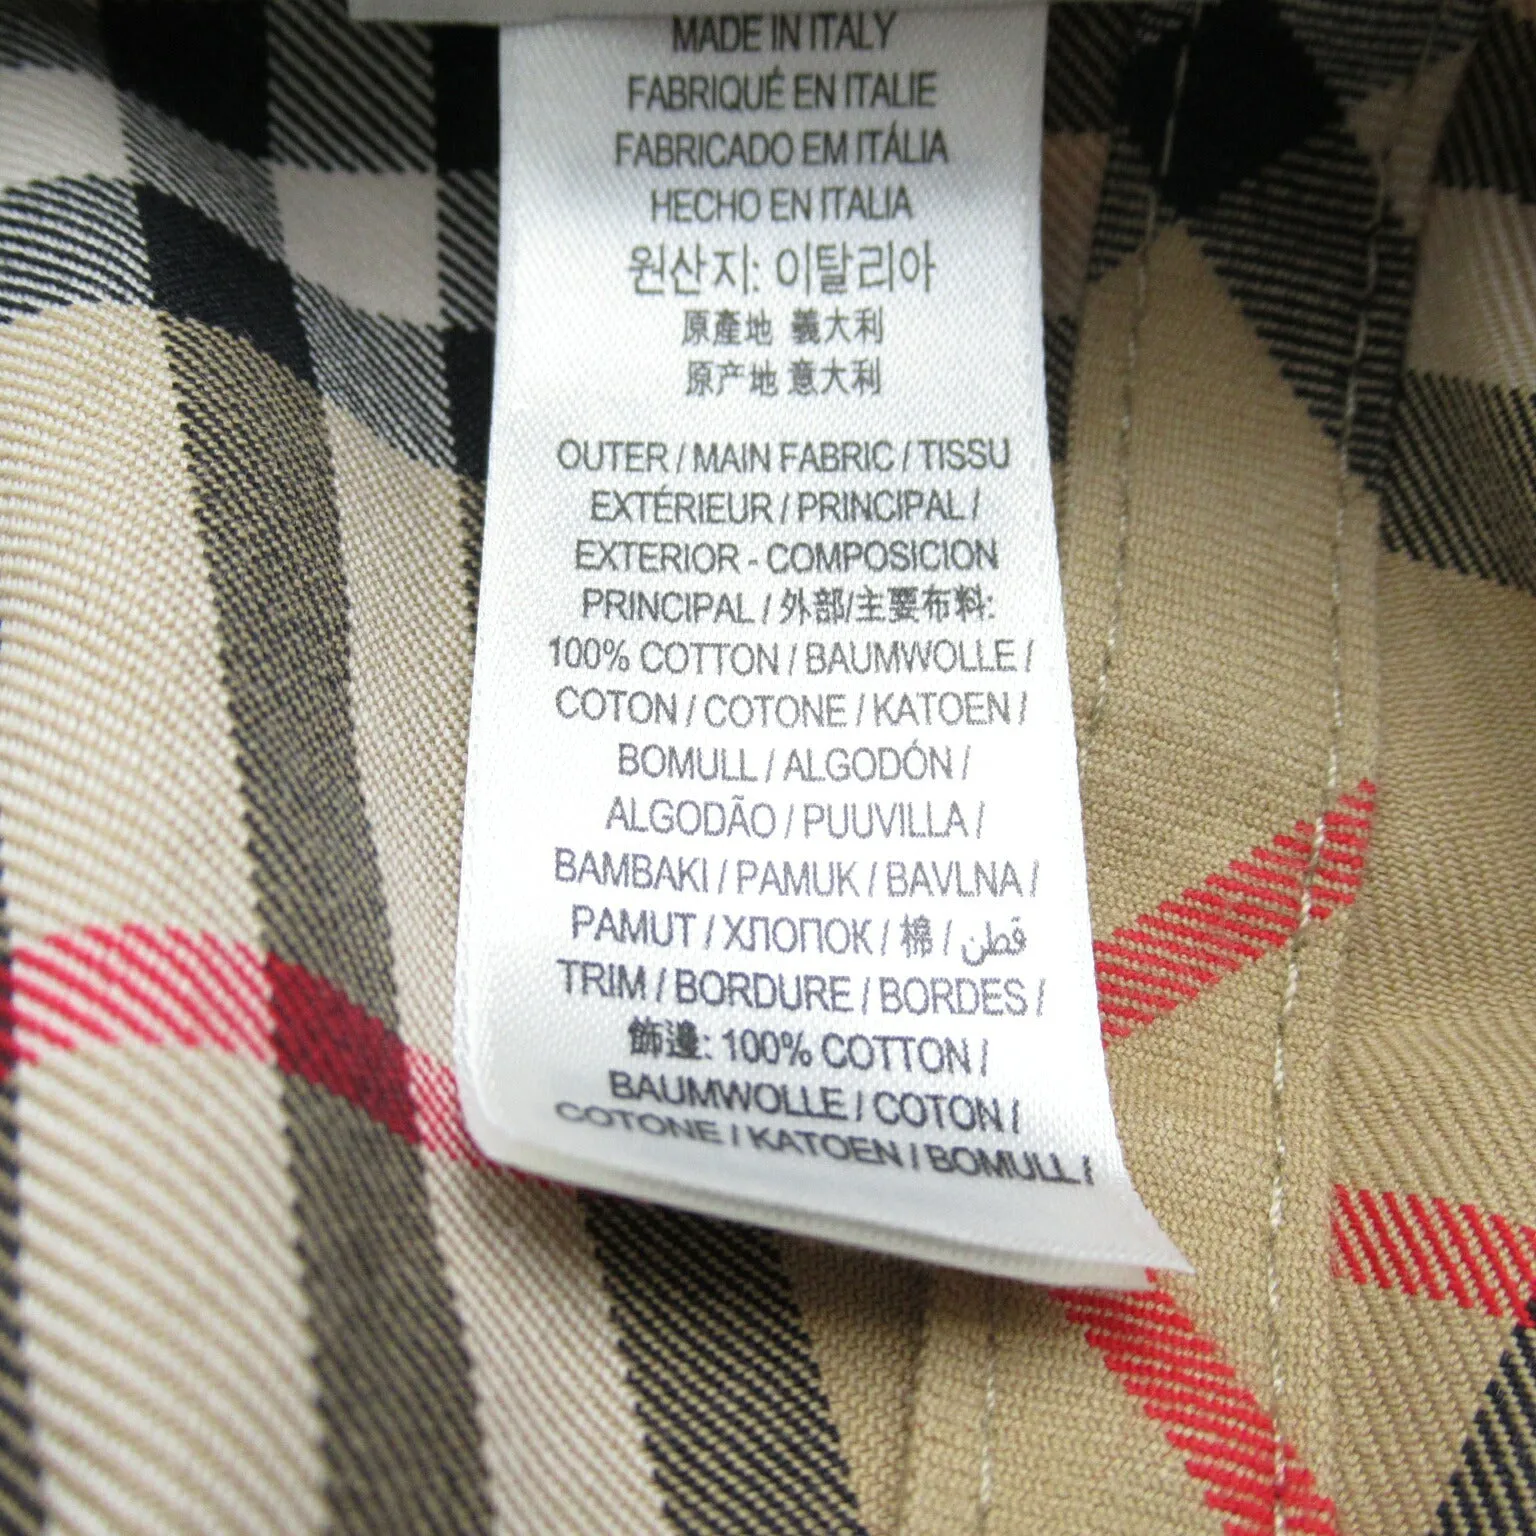 MADE IN ITALY
FABRIQUÉ EN ITALIE
FABRICADO EM ITÁLIA
HECHO EN ITALIA
원산지: 이탈리아
原產地 義大利
原产地 意大利
OUTER / MAIN FABRIC / TISSU
EXTÉRIEUR / PRINCIPAL /
EXTERIOR - COMPOSICION
PRINCIPAL / 外部/主要布料:
100% COTTON / BAUMWOLLE /
COTON / COTONE / KATOEN /
BOMULL / ALGODÓN /
ALGODÃO / PUUVILLA /
BAMBAKI / PAMUK / BAVLNA /
PAMUT / ХЛОПОК / 棉 / قطن
TRIM / BORDURE / BORDES /
飾邊: 100% COTTON /
BAUMWOLLE / COTON /
COTONE / KATOEN / BOMULL /